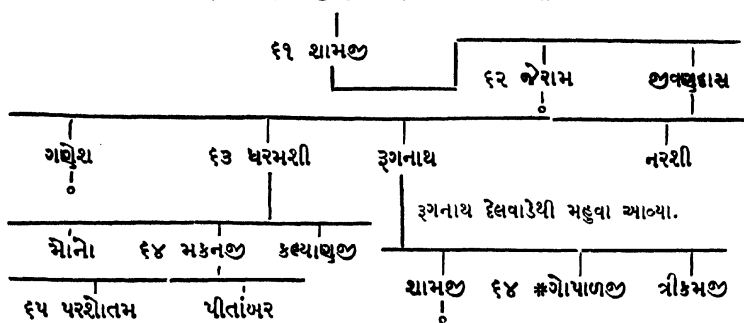 ૬૧ શામજી
૬૨ જેરામ જીવણદાસ
ગણેશ ૬૩ ધરમશી રૂગનાથ નરશી
રૂગનાથ દેલવાડેથી મહુવા આવ્યા.
મોનો ૬૪ મકનજી કલ્યાણજી
શામજી ૬૪ #ગોપાળજી ત્રીકમજી
૬૫ પરશોતમ પીતાંબર